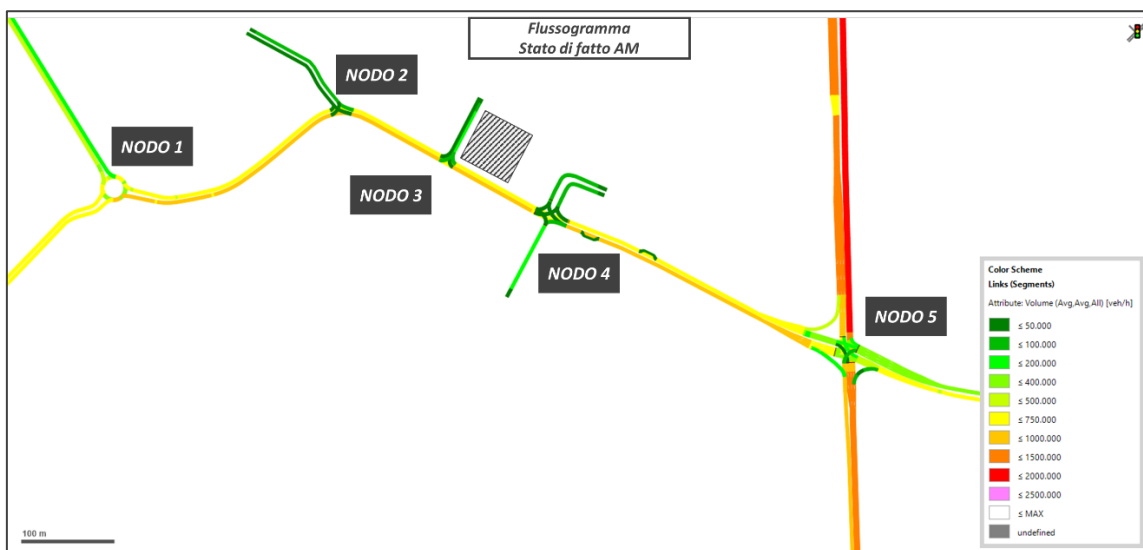 Flussogramma
Stato di fatto AM
NODO 2
NODO 1
NODO 3
NODO 4
NODO 5
Color Scheme
Links (Segments)
Attribute: Volume (Avg,Avg,All) [veh/h]
≤ 50.000
≤ 100.000
≤ 200.000
≤ 400.000
≤ 500.000
≤ 750.000
≤ 1000.000
≤ 1500.000
≤ 2000.000
≤ 2500.000
≤ MAX
undefined
100 m